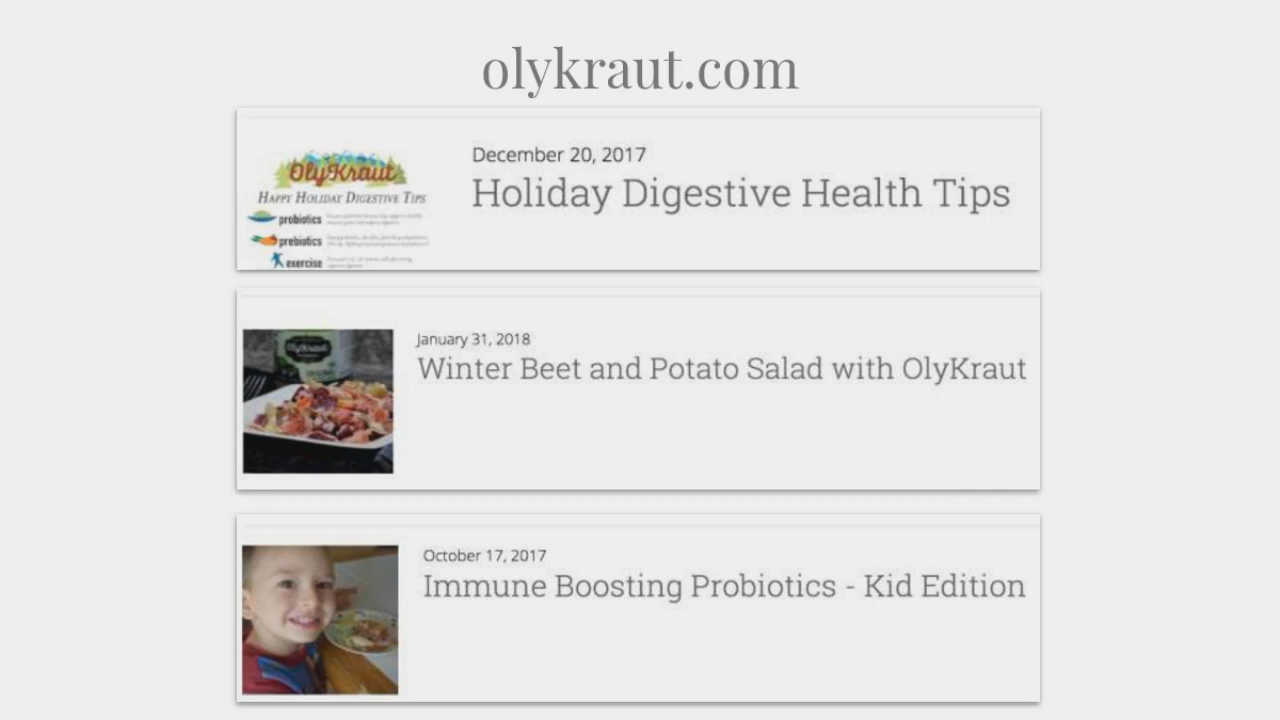 olykraut.com
December 20, 2017
Holiday Digestive Health Tips
OlyKraut
HAPPY HOLIDAY DIGESTIVE TIPS
probiotics
prebiotics
exercise
January 31, 2018
Winter Beet and Potato Salad with OlyKraut
OlyKraut
October 17, 2017
Immune Boosting Probiotics - Kid Edition